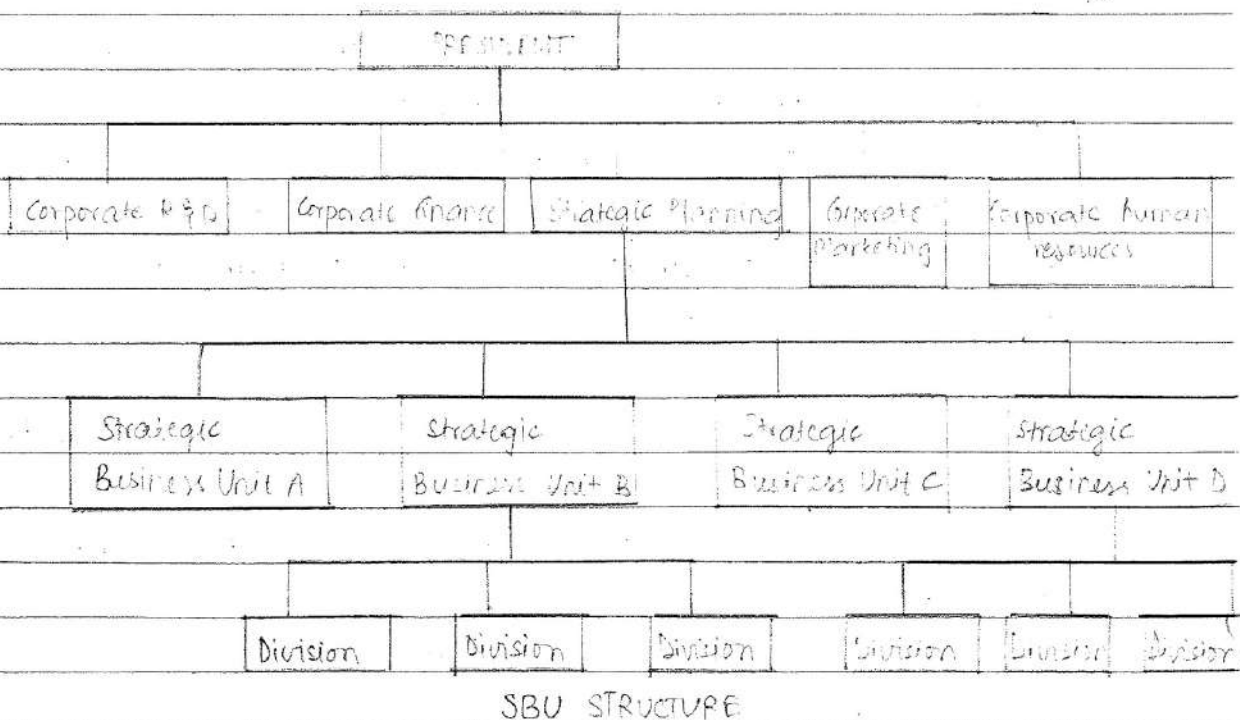 PRESIDENT
Corporate R & D
Corporate finance
Strategic Planning
Corporate
Marketing
Corporate human
resources
Strategic
Business Unit A
Strategic
Business Unit B
Strategic
Business Unit C
Strategic
Business Unit D
Division
Division
Division
Division
Division
Division
SBU STRUCTURE